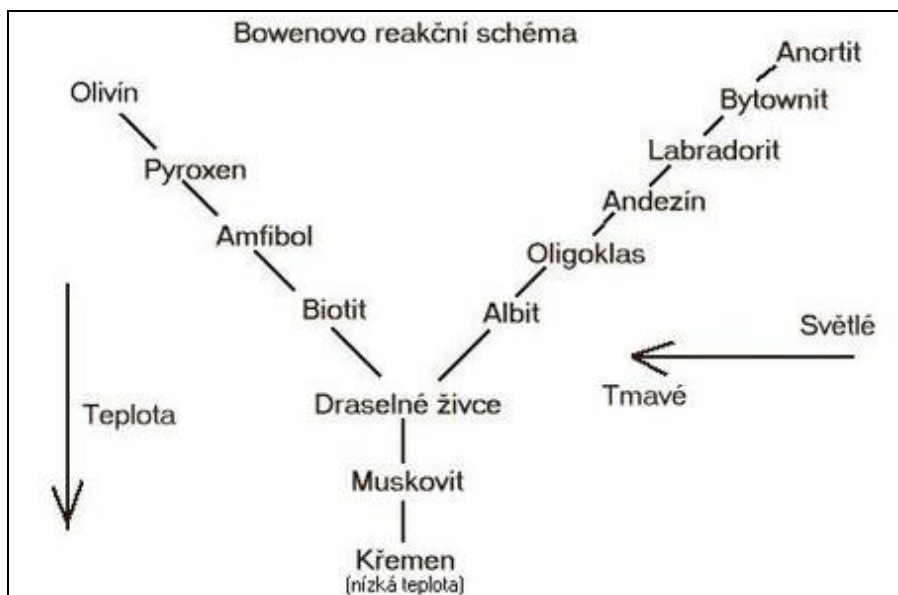 Bowenovo reakční schéma
Anortit
Olivín
Bytownit
Labradorit
Pyroxen
Andezín
Amfibol
Oligoklas
Biotit
Albit
Světlé
Tmavé
Draselné živce
Teplota
Muskovit
Křemen
(nízká teplota)